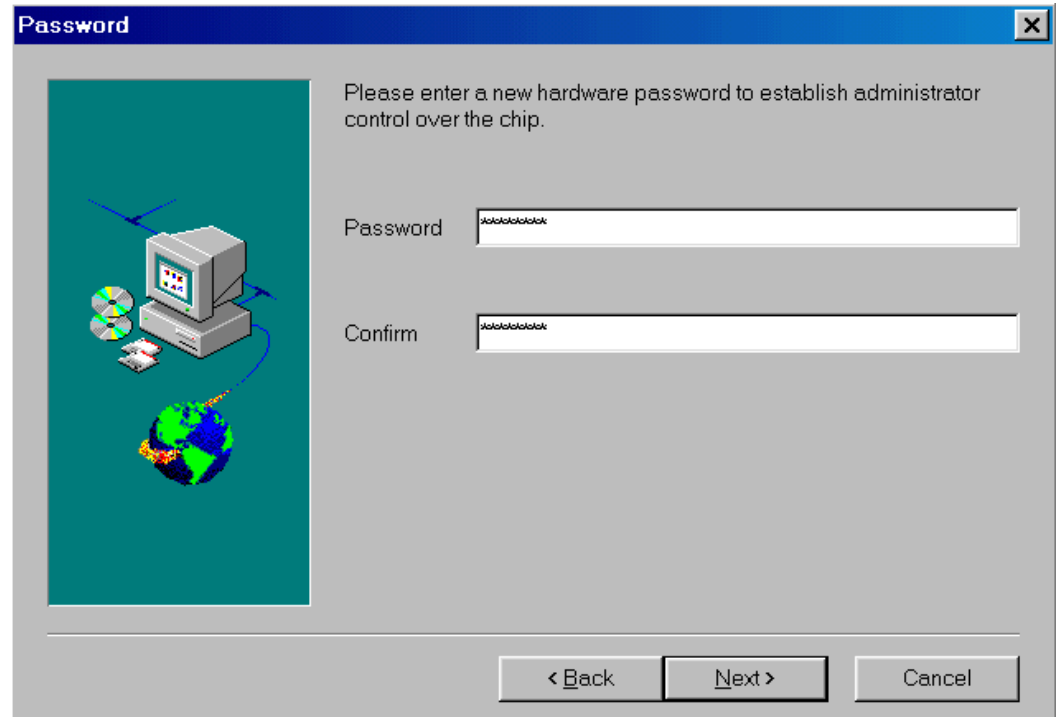 Password
Please enter a new hardware password to establish administrator
control over the chip.
Password *********
Confirm *********
< Back Next > Cancel